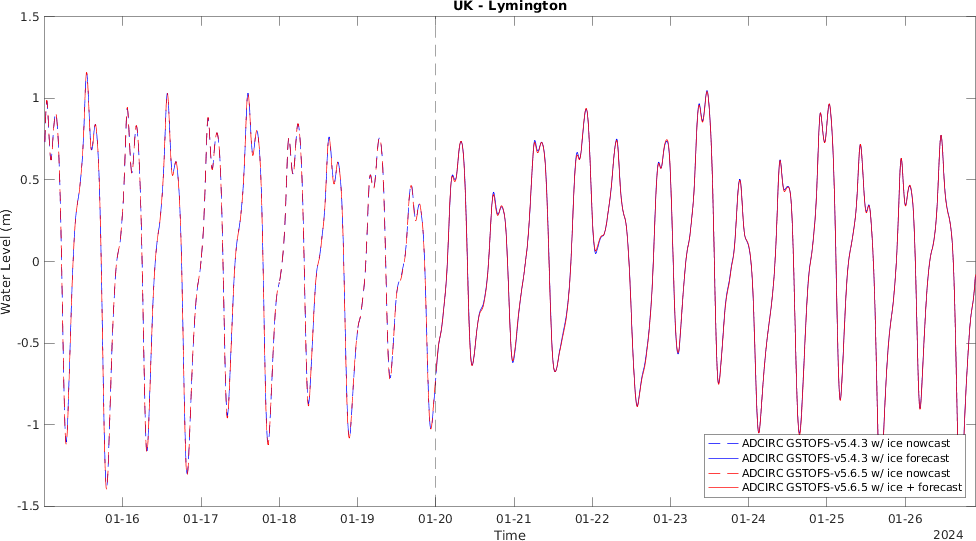 UK - Lymington
1.5
1
0.5
0
-0.5
-1
-1.5
Water Level (m)
01-16 01-17 01-18 01-19 01-20 01-21 01-22 01-23 01-24 01-25 01-26
Time
2024
ADCIRC GSTOFS-v5.4.3 w/ ice nowcast
ADCIRC GSTOFS-v5.4.3 w/ ice forecast
ADCIRC GSTOFS-v5.6.5 w/ ice nowcast
ADCIRC GSTOFS-v5.6.5 w/ ice + forecast